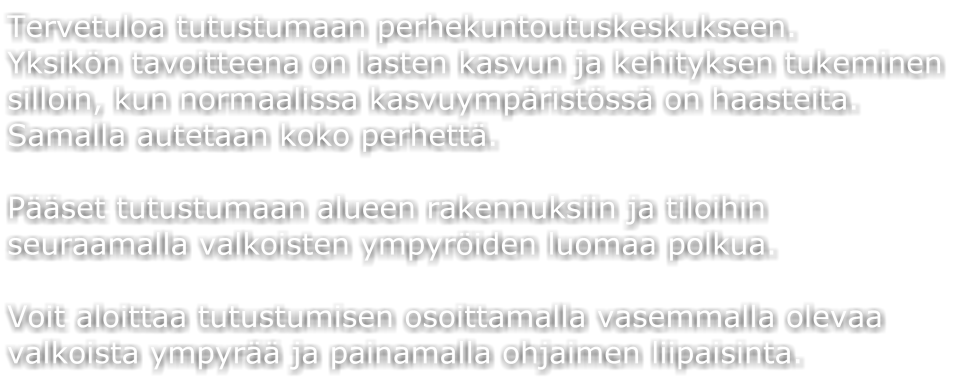 Tervetuloa tutustumaan perhekuntoutuskeskukseen.
Yksikön tavoitteena on lasten kasvun ja kehityksen tukeminen
silloin, kun normaalissa kasvuympäristössä on haasteita.
Samalla autetaan koko perhettä.
Pääset tutustumaan alueen rakennuksiin ja tiloihin
seuraamalla valkoisten ympyröiden luomaa polkua.
Voit aloittaa tutustumisen osoittamalla vasemmalla olevaa
valkoista ympyrää ja painamalla ohjaimen liipaisinta.